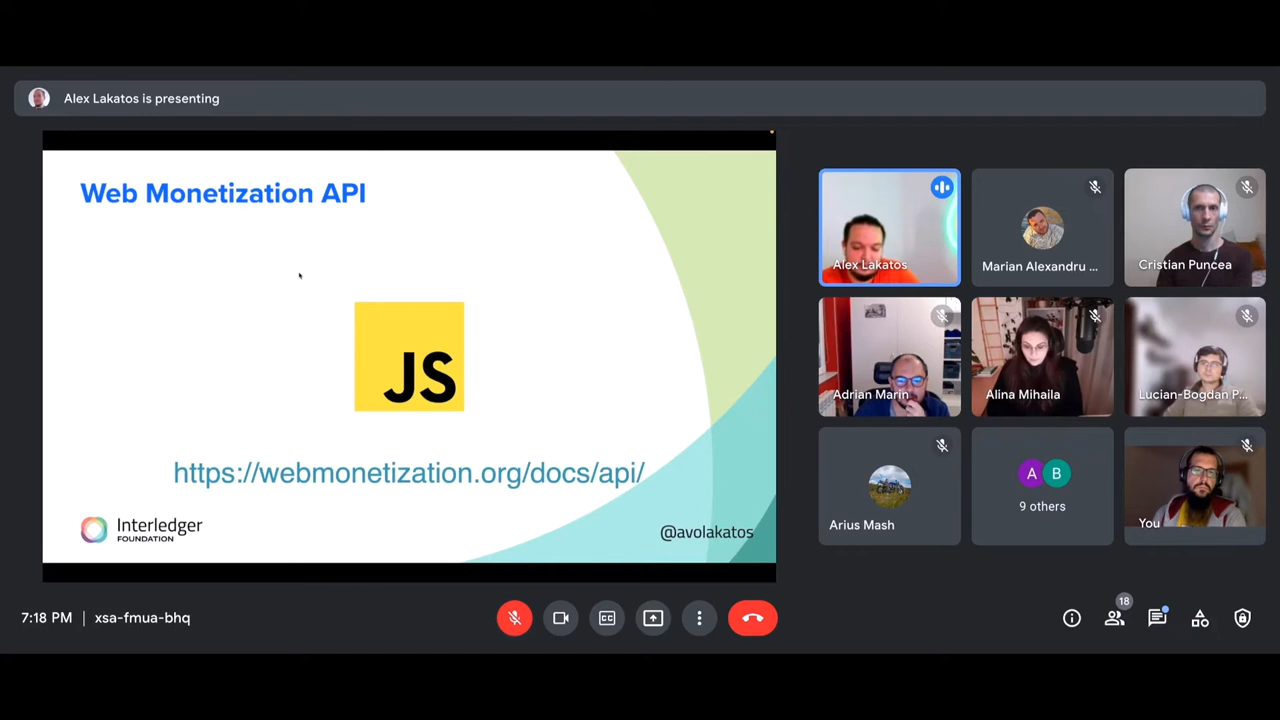 Alex Lakatos is presenting
Web Monetization API
JS
https://webmonetization.org/docs/api/
Interledger
FOUNDATION
@avolakatos
Alex Lakatos
Marian Alexandru ...
Cristian Puncea
Adrian Marin
Alina Mihaila
Lucian-Bogdan P...
Arius Mash
A
B
9 others
You
7:18 PM
xsa-fmua-bhq
CC
18